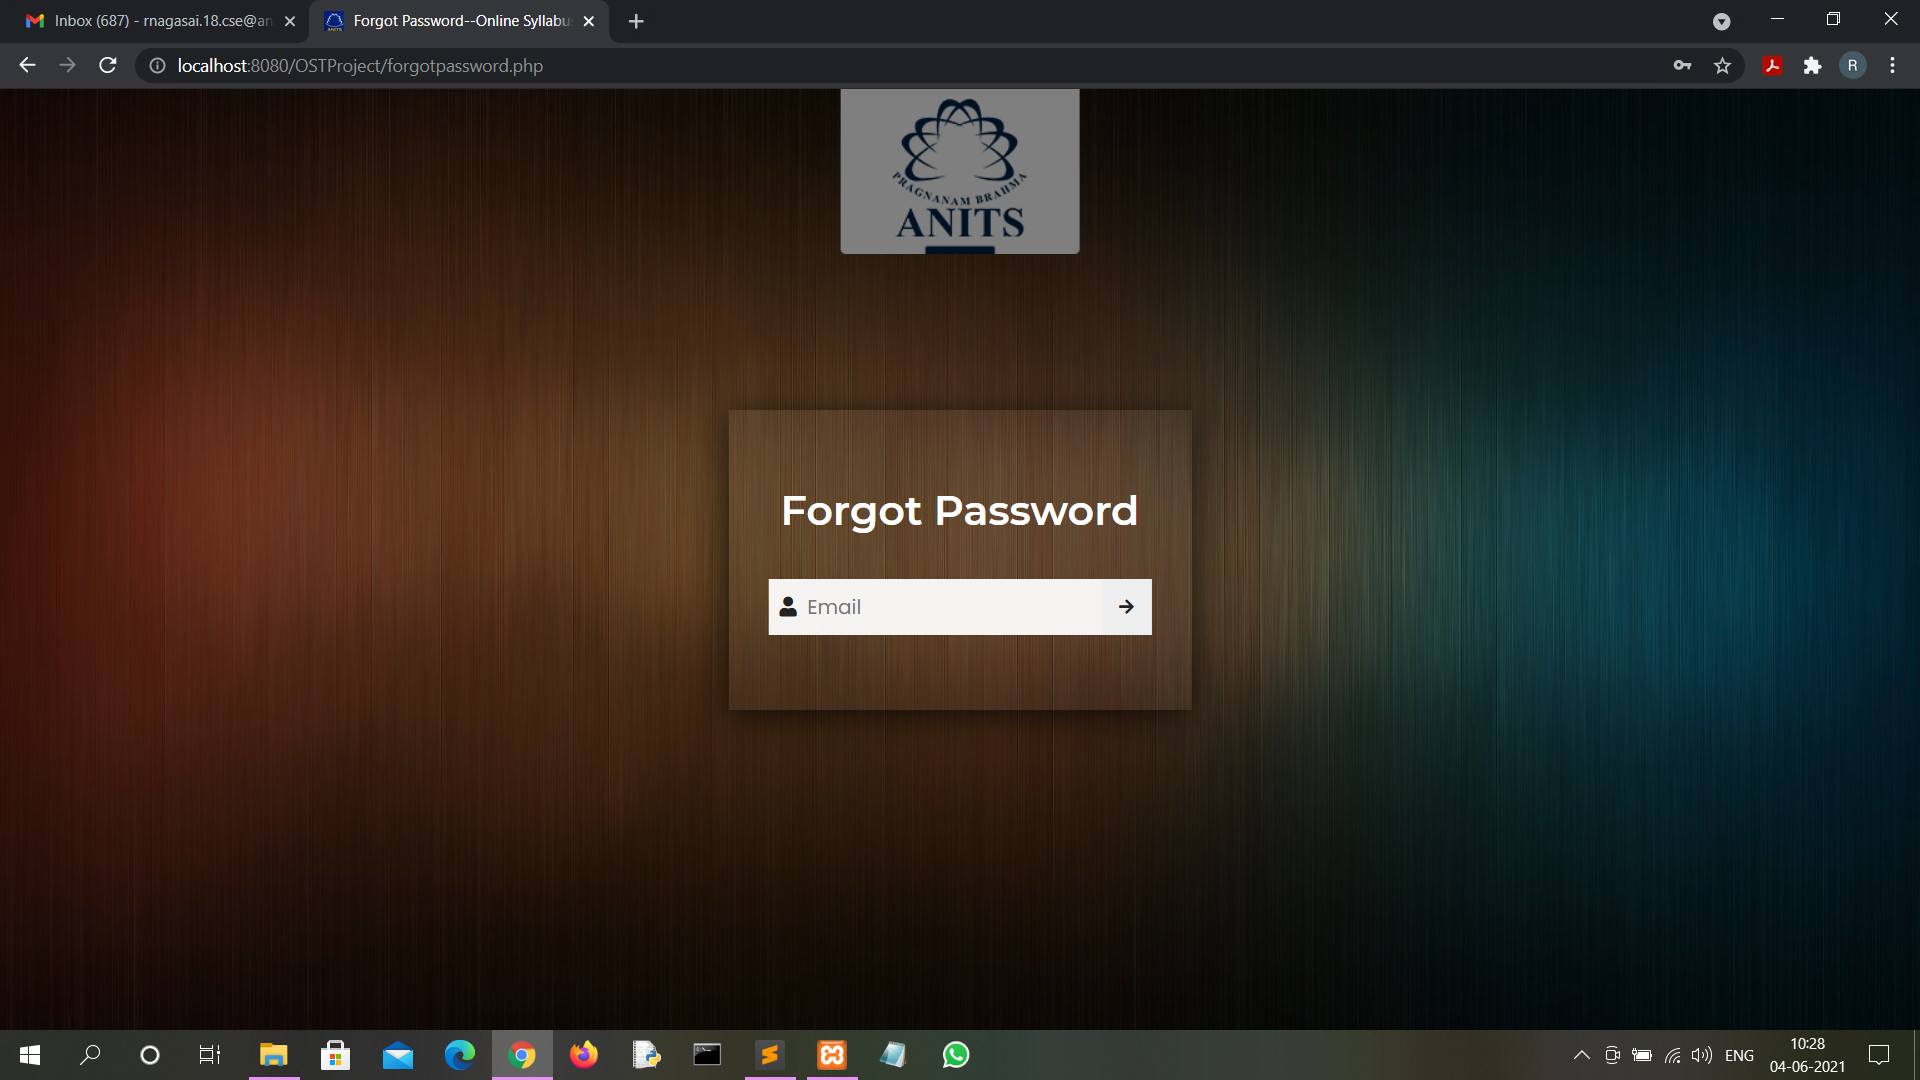 Inbox (687) - rnagasai.18.cse@an
Forgot Password--Online Syllabu
localhost:8080/OSTProject/forgotpassword.php
R
PRAGNANAM BRAHMA
ANITS
Forgot Password
Email
ENG
10:28
04-06-2021